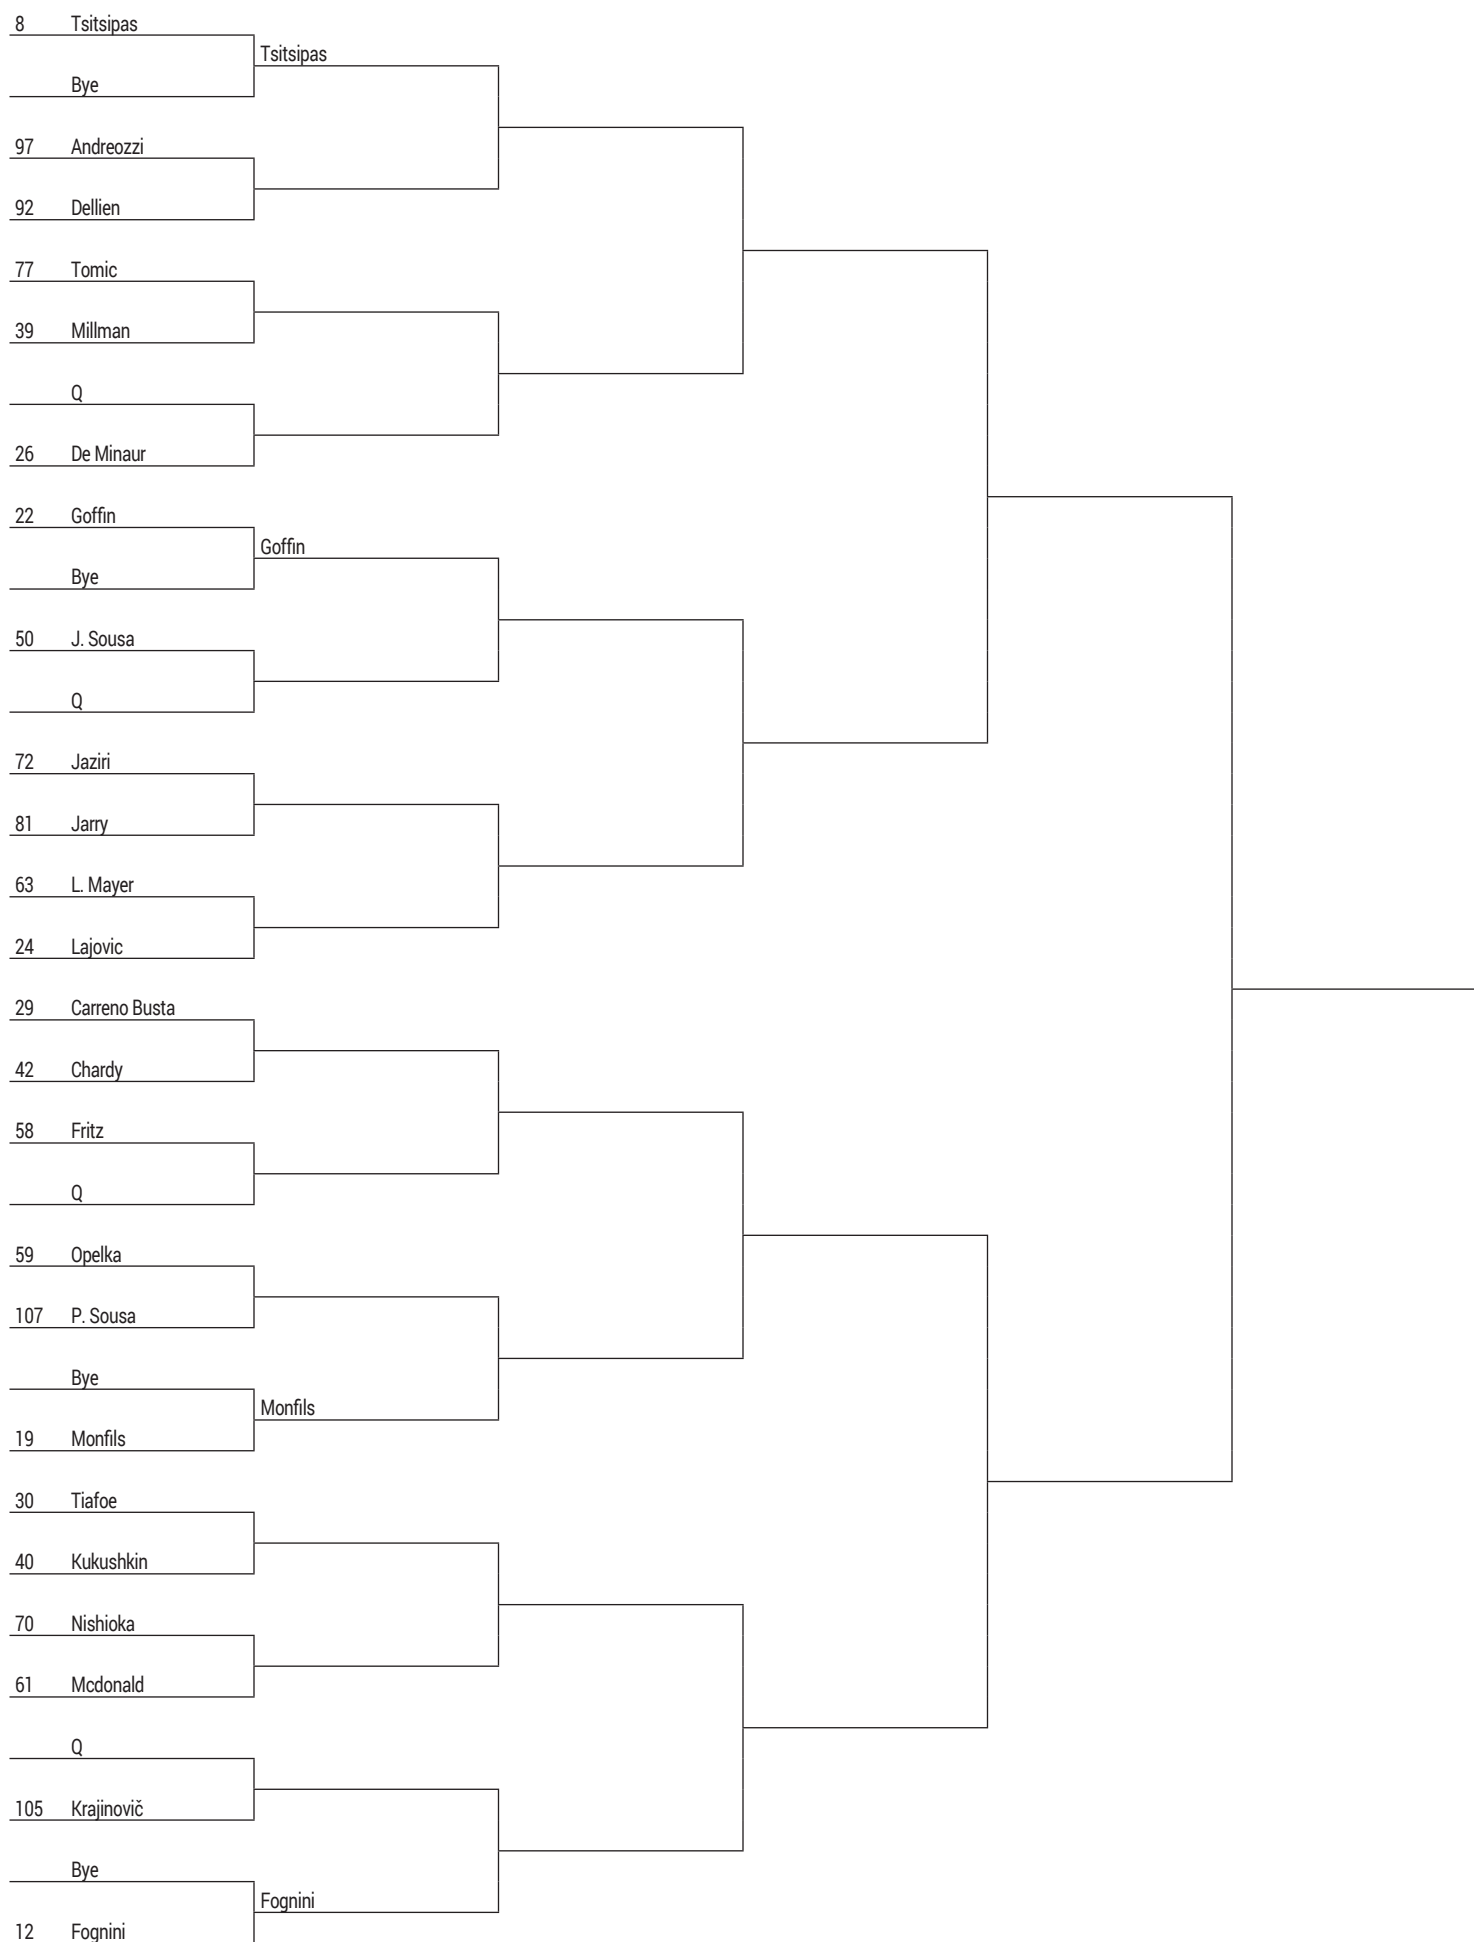 8 Tsitsipas
Tsitsipas
Bye
97 Andreozzi
92 Dellien
77 Tomic
39 Millman
Q
26 De Minaur
22 Goffin
Goffin
Bye
50 J. Sousa
Q
72 Jaziri
81 Jarry
63 L. Mayer
24 Lajovic
29 Carreno Busta
42 Chardy
58 Fritz
Q
59 Opelka
107 P. Sousa
Bye
Monfils
19 Monfils
30 Tiafoe
40 Kukushkin
70 Nishioka
61 Mcdonald
Q
105 Krajinovič
Bye
Fognini
12 Fognini